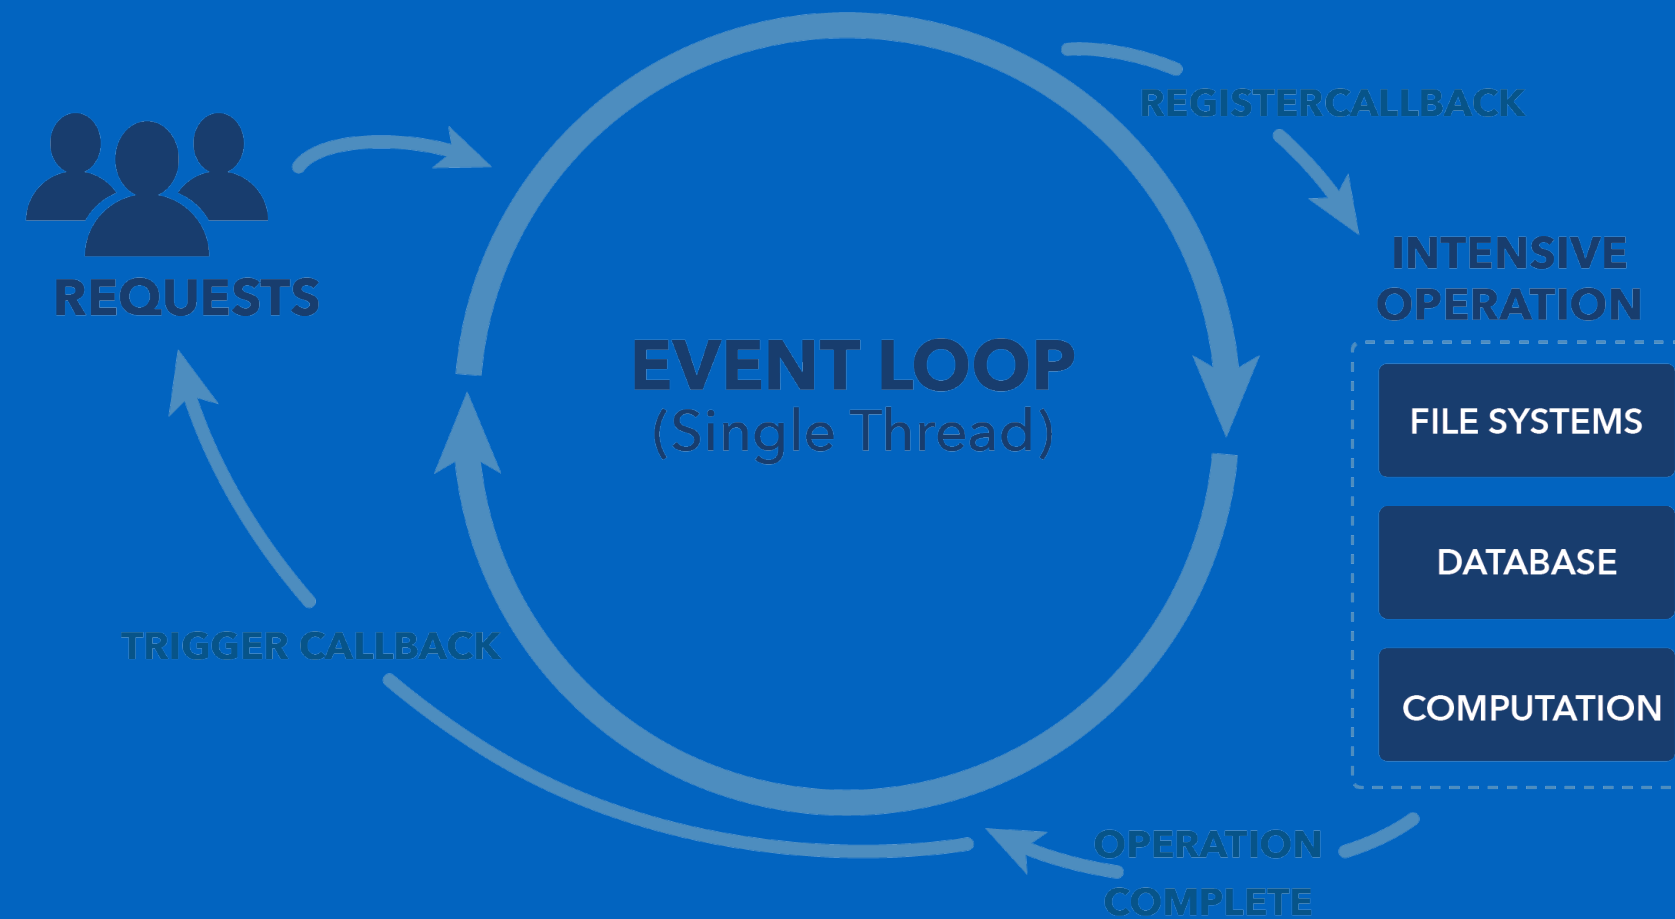 REGISTERCALLBACK
REQUESTS
INTENSIVE
OPERATION
EVENT LOOP
(Single Thread)
FILE SYSTEMS
DATABASE
COMPUTATION
TRIGGER CALLBACK
OPERATION
COMPLETE